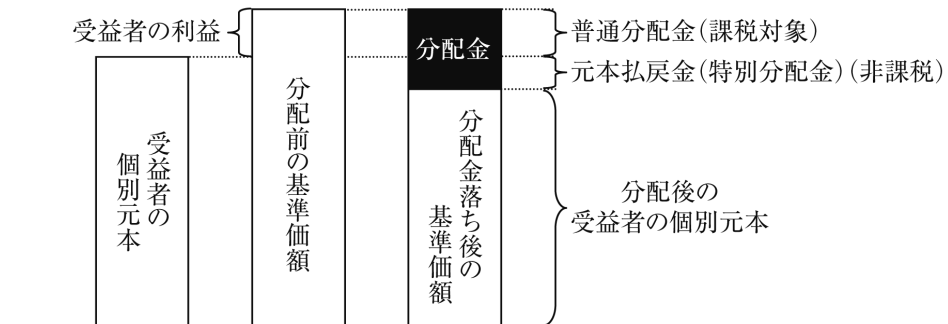 受益者の利益
分配金
普通分配金(課税対象)
元本払戻金(特別分配金)(非課税)
受益者の
個別元本
分配前の基準価額
分配金落ち後の
基準価額
分配後の
受益者の個別元本